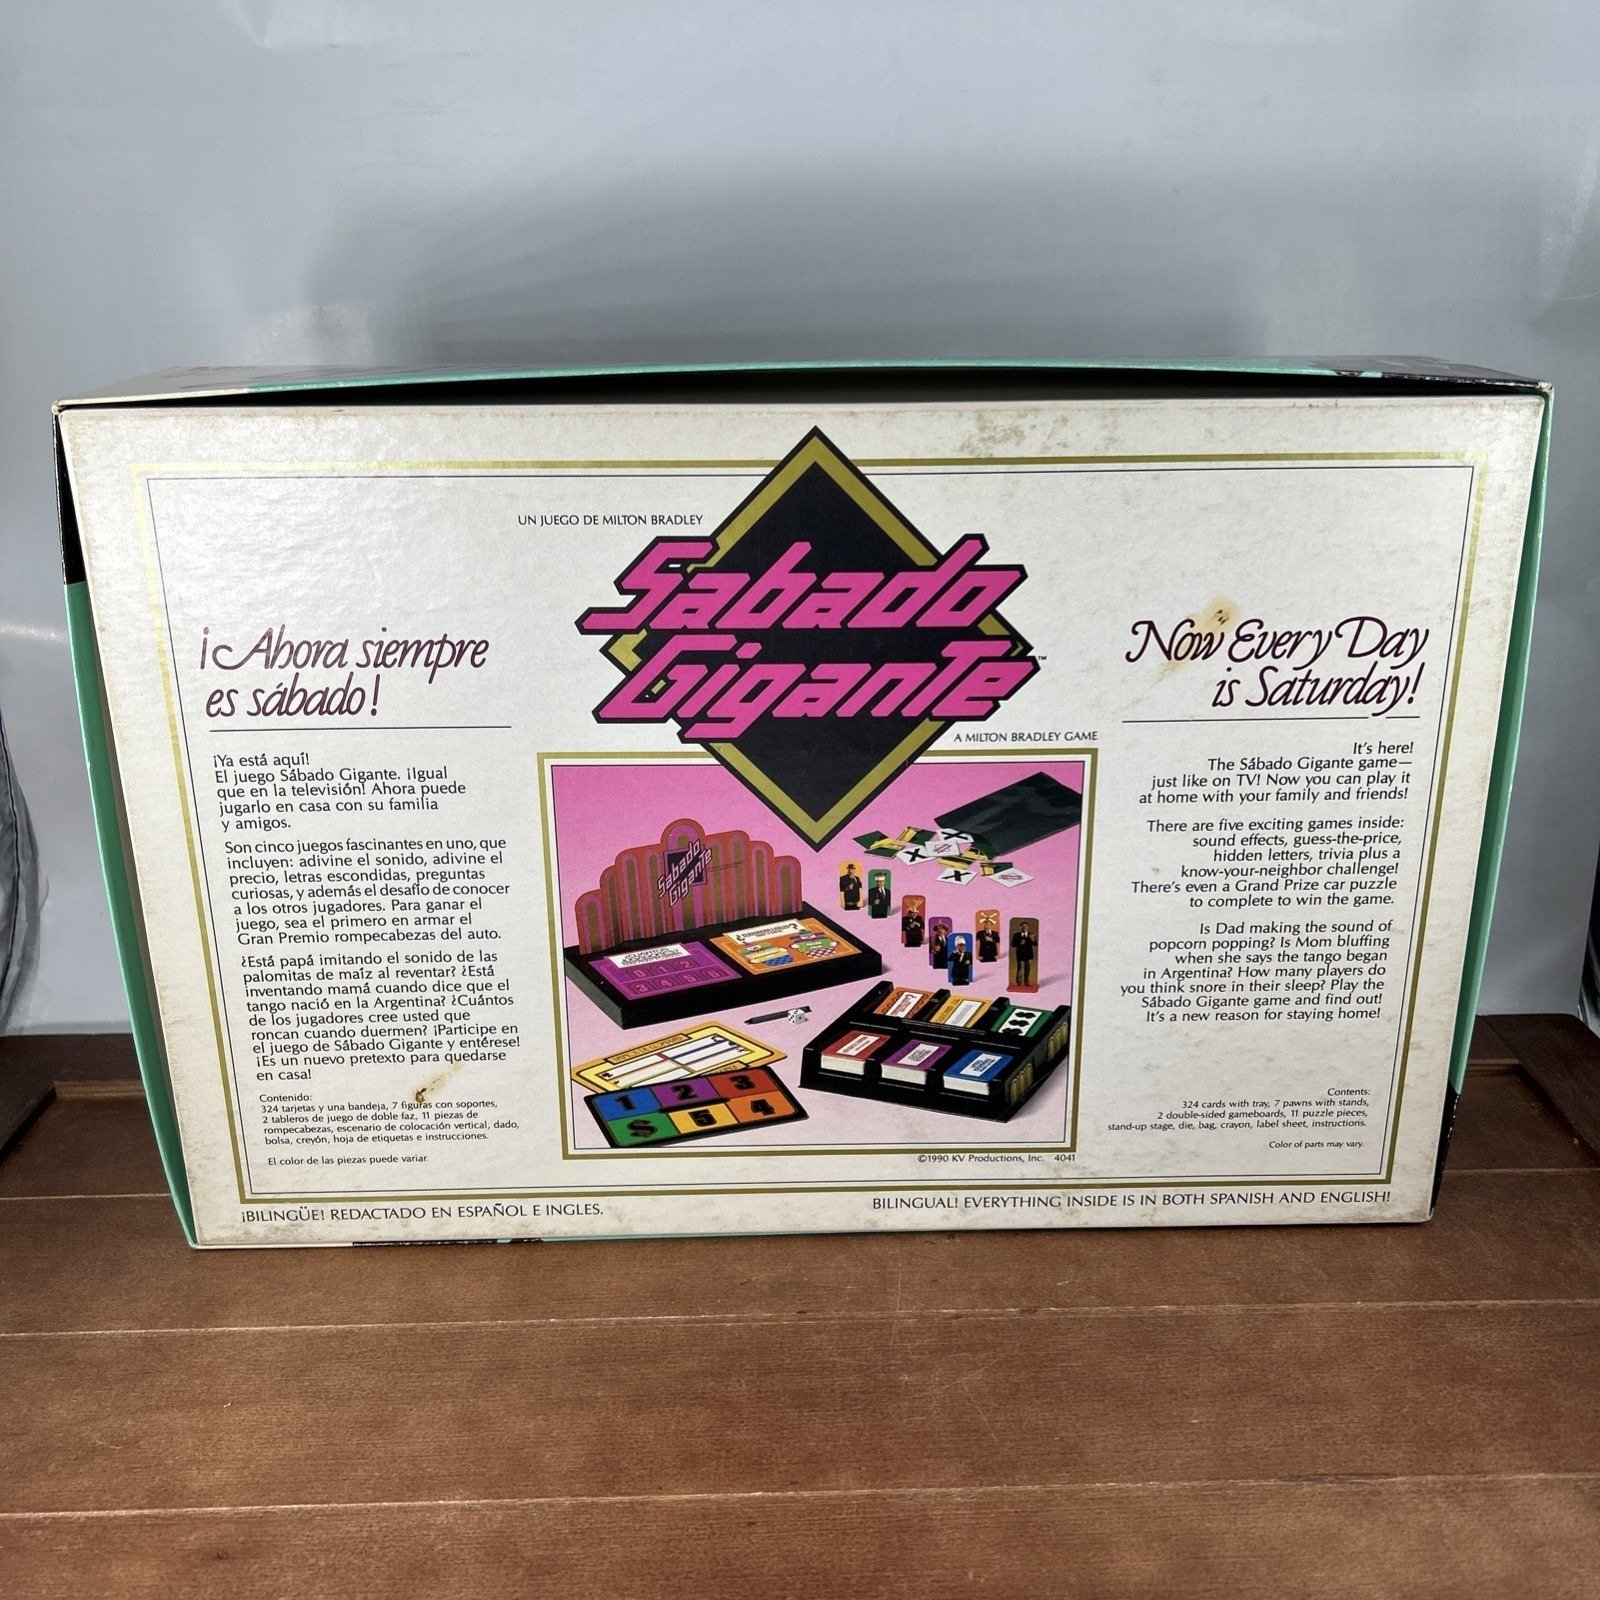 UN JUEGO DE MILTON BRADLEY
Sabado
Gigante™
A MILTON BRADLEY GAME
¡Ahora siempre
es sábado!
¡Ya está aquí!
El juego Sábado Gigante. ¡Igual
que en la televisión! Ahora puede
jugarlo en casa con su familia
y amigos.
Son cinco juegos fascinantes en uno, que
incluyen: adivine el sonido, adivine el
precio, letras escondidas, preguntas
curiosas, y además el desafío de conocer
a los otros jugadores. Para ganar el
juego, sea el primero en armar el
Gran Premio rompecabezas del auto.
¿Está papá imitando el sonido de las
palomitas de maíz al reventar? ¿Está
inventando mamá cuando dice que el
tango nació en la Argentina? ¿Cuántos
de los jugadores cree usted que
roncan cuando duermen? ¡Participe en
el juego de Sábado Gigante y entérese!
¡Es un nuevo pretexto para quedarse
en casa!
Contenido:
324 tarjetas y una bandeja, 7 figuras con soportes,
2 tableros de juego de doble faz, 11 piezas de
rompecabezas, escenario de colocación vertical, dado,
bolsa, creyón, hoja de etiquetas e instrucciones.
El color de las piezas puede variar.
Sabado
Gigante
0 1 2
3 4 5 6
X
X
X
1 2 3
$ 5 4
Now Every Day
is Saturday!
It's here!
The Sábado Gigante game—
just like on TV! Now you can play it
at home with your family and friends!
There are five exciting games inside:
sound effects, guess-the-price,
hidden letters, trivia plus a
know-your-neighbor challenge!
There's even a Grand Prize car puzzle
to complete to win the game.
Is Dad making the sound of
popcorn popping? Is Mom bluffing
when she says the tango began
in Argentina? How many players do
you think snore in their sleep? Play the
Sábado Gigante game and find out!
It's a new reason for staying home!
Contents:
324 cards with tray, 7 pawns with stands,
2 double-sided gameboards, 11 puzzle pieces,
stand-up stage, die, bag, crayon, label sheet, instructions.
Color of parts may vary.
©1990 KV Productions, Inc. 4041
¡BILINGÜE! REDACTADO EN ESPAÑOL E INGLES.
BILINGUAL! EVERYTHING INSIDE IS IN BOTH SPANISH AND ENGLISH!